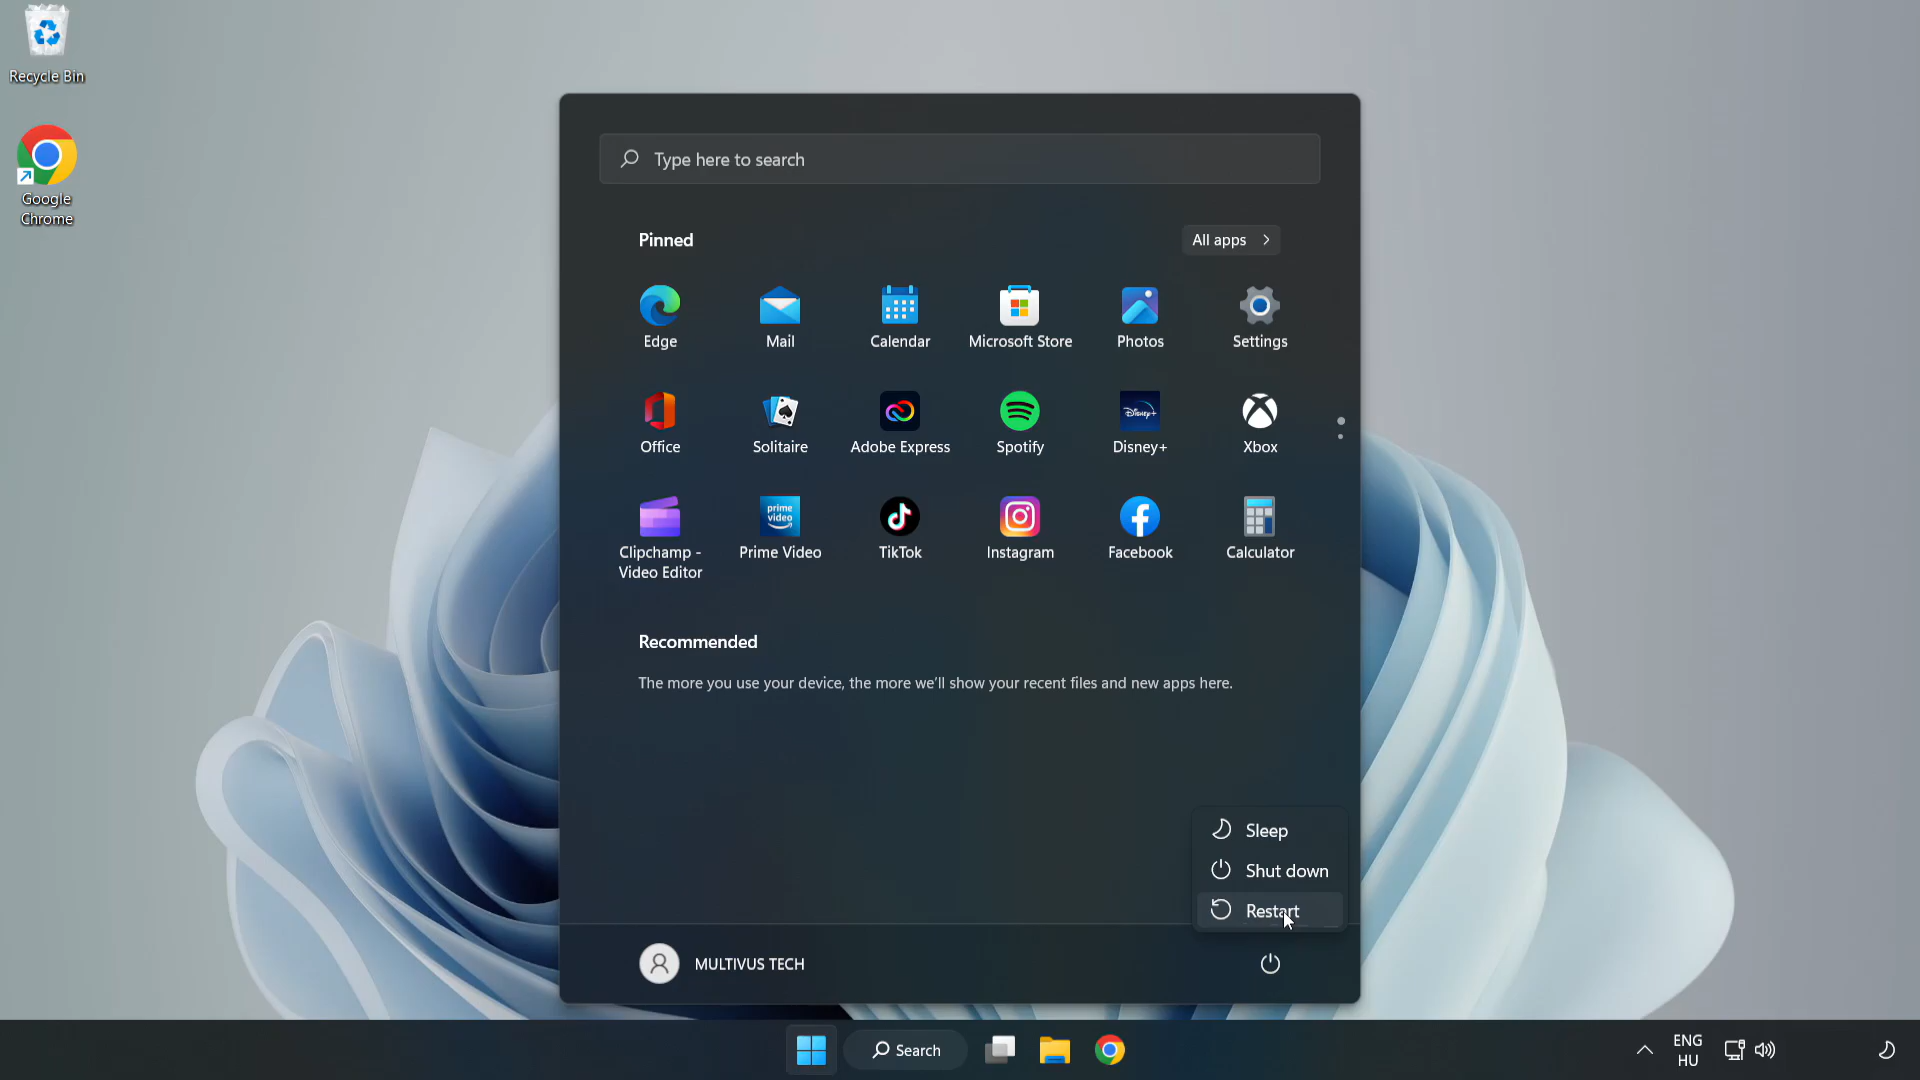 Recycle Bin
Google
Chrome
Type here to search
Pinned
All apps
Edge
Mail
Calendar
Microsoft Store
Photos
Settings
Office
Solitaire
Adobe Express
Spotify
Disney+
Disney+
Xbox
prime
video
Clipchamp -
Video Editor
Prime Video
TikTok
Instagram
Facebook
Calculator
Recommended
The more you use your device, the more we'll show your recent files and new apps here.
Sleep
Shut down
Restart
MULTIVUS TECH
Search
ENG
HU